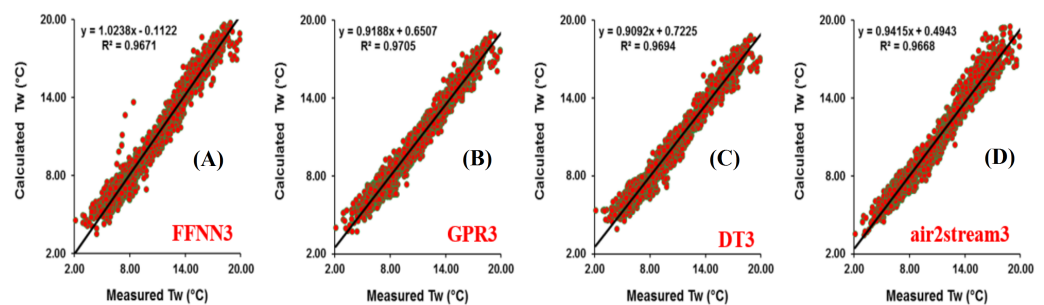 20.00
y = 1.0238x - 0.1122
R² = 0.9671
14.00
8.00
2.00
2.00 8.00 14.00 20.00
Calculated Tw (°C)
Measured Tw (°C)
(A)
FFNN3
20.00
y = 0.9188x + 0.6507
R² = 0.9705
14.00
8.00
2.00
2.00 8.00 14.00 20.00
Calculated Tw (°C)
Measured Tw (°C)
(B)
GPR3
20.00
y = 0.9092x + 0.7225
R² = 0.9694
14.00
8.00
2.00
2.00 8.00 14.00 20.00
Calculated Tw (°C)
Measured Tw (°C)
(C)
DT3
20.00
y = 0.9415x + 0.4943
R² = 0.9668
14.00
8.00
2.00
2.00 8.00 14.00 20.00
Calculated Tw (°C)
Measured Tw (°C)
(D)
air2stream3